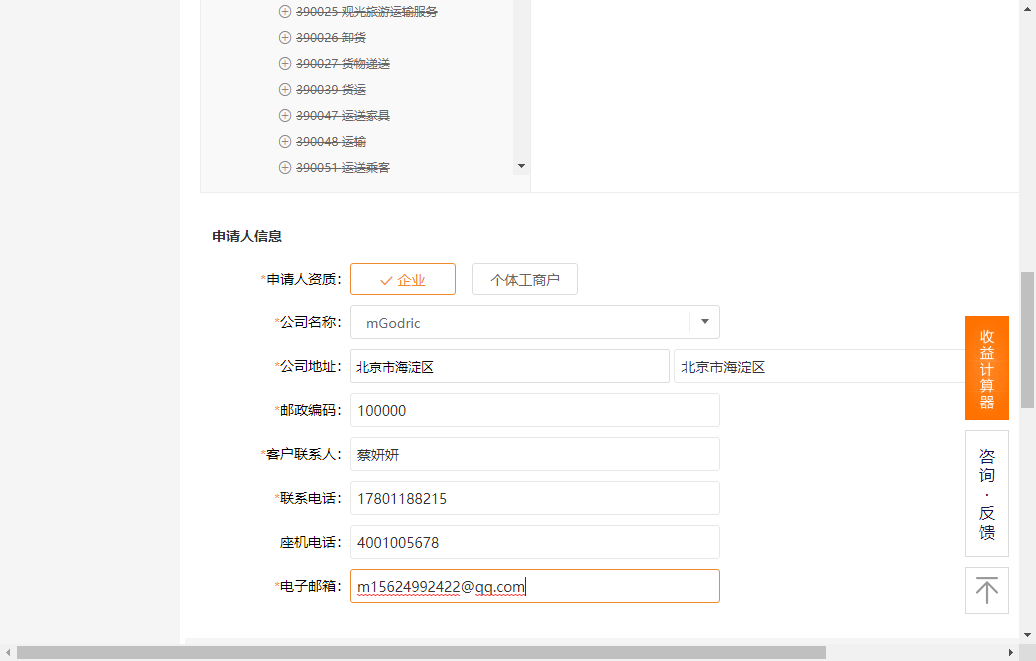 390025 观光旅游运输服务
390026 卸货
390027 货物递送
390039 货运
390047 运送家具
390048 运输
390051 运送乘客
申请人信息
*申请人资质： 企业 个体工商户
*公司名称： mGodric
*公司地址： 北京市海淀区 北京市海淀区
*邮政编码： 100000
*客户联系人： 蔡妍妍
*联系电话： 17801188215
座机电话： 4001005678
*电子邮箱： m15624992422@qq.com
收益计算器
咨询·反馈